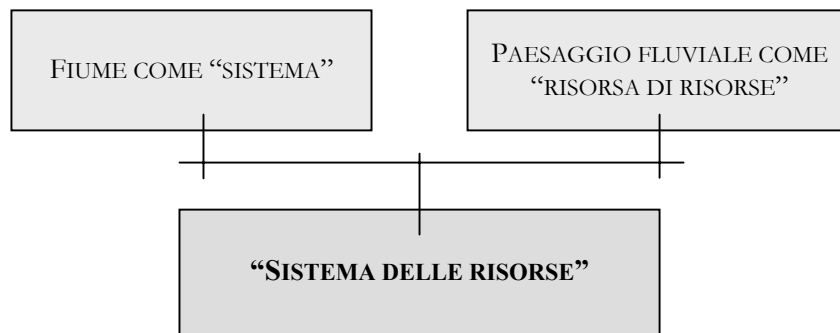 FIUME COME “SISTEMA”
PAESAGGIO FLUVIALE COME
“RISORSA DI RISORSE”
“SISTEMA DELLE RISORSE”